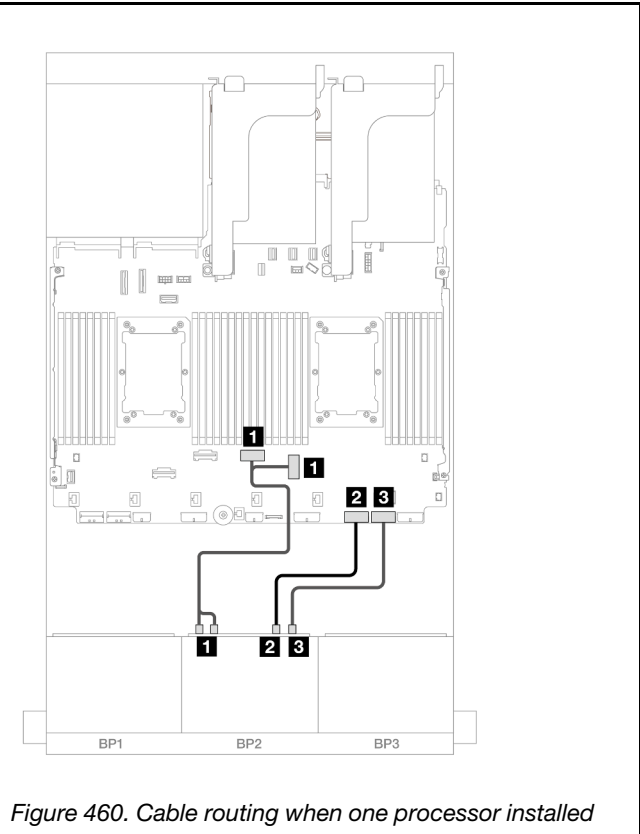 1
1
2 3
1 2 3
BP1 BP2 BP3
Figure 460. Cable routing when one processor installed